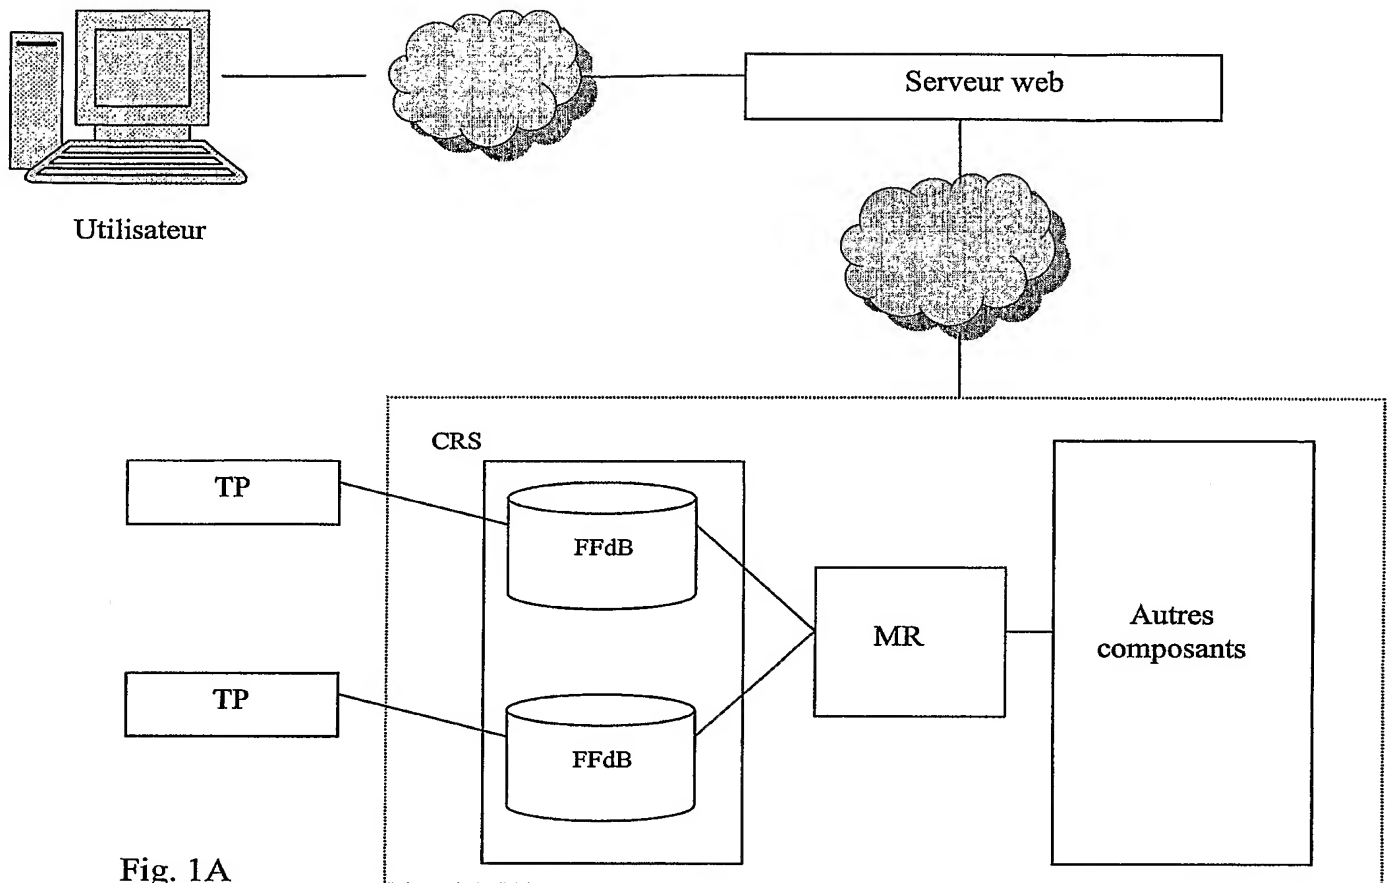 Serveur web
Utilisateur
CRS
TP
FFdB
MR
Autres
composants
TP
FFdB
Fig. 1A